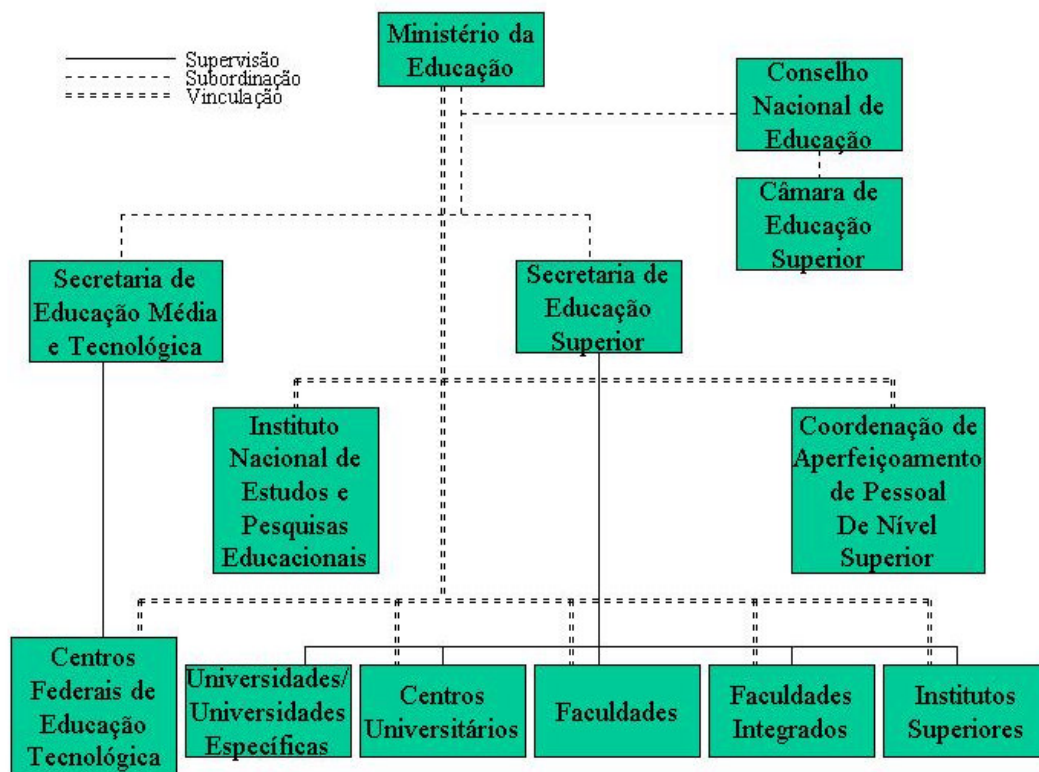 Ministério da
Educação
Supervisão
Subordinação
Vinculação
Conselho
Nacional de
Educação
Câmara de
Educação
Superior
Secretaria de
Educação Média
e Tecnológica
Secretaria de
Educação
Superior
Instituto
Nacional de
Estudos e
Pesquisas
Educacionais
Coordenação de
Aperfeiçoamento
de Pessoal
De Nível
Superior
Centros
Federais de
Educação
Tecnológica
Universidades/
Universidades
Específicas
Centros
Universitários
Faculdades
Faculdades
Integrados
Institutos
Superiores